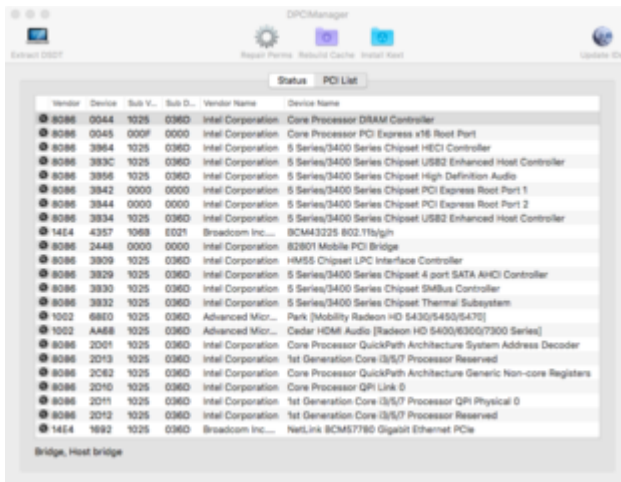 DPCIManager
Extract DSDT Repair Perms Rebuild Cache Install Kext Update IDs
Status PCI List
Vendor Device Sub V... Sub D... Vendor Name Device Name
8086 0044 1025 036D Intel Corporation Core Processor DRAM Controller
8086 0045 000F 0000 Intel Corporation Core Processor PCI Express x16 Root Port
8086 3B64 1025 036D Intel Corporation 5 Series/3400 Series Chipset HECI Controller
8086 3B3C 1025 036D Intel Corporation 5 Series/3400 Series Chipset USB2 Enhanced Host Controller
8086 3B56 1025 036D Intel Corporation 5 Series/3400 Series Chipset High Definition Audio
8086 3B42 0000 0000 Intel Corporation 5 Series/3400 Series Chipset PCI Express Root Port 1
8086 3B44 0000 0000 Intel Corporation 5 Series/3400 Series Chipset PCI Express Root Port 2
8086 3B34 1025 036D Intel Corporation 5 Series/3400 Series Chipset USB2 Enhanced Host Controller
14E4 4357 106B E021 Broadcom Inc.... BCM43225 802.11b/g/n
8086 2448 0000 0000 Intel Corporation 82801 Mobile PCI Bridge
8086 3B09 1025 036D Intel Corporation HM55 Chipset LPC Interface Controller
8086 3B29 1025 036D Intel Corporation 5 Series/3400 Series Chipset 4 port SATA AHCI Controller
8086 3B30 1025 036D Intel Corporation 5 Series/3400 Series Chipset SMBus Controller
8086 3B32 1025 036D Intel Corporation 5 Series/3400 Series Chipset Thermal Subsystem
1002 68E0 1025 036D Advanced Micr... Park [Mobility Radeon HD 5430/5450/5470]
1002 AA68 1025 036D Advanced Micr... Cedar HDMI Audio [Radeon HD 5400/6300/7300 Series]
8086 2D01 1025 036D Intel Corporation Core Processor QuickPath Architecture System Address Decoder
8086 2D13 1025 036D Intel Corporation 1st Generation Core i3/5/7 Processor Reserved
8086 2C62 1025 036D Intel Corporation Core Processor QuickPath Architecture Generic Non-core Registers
8086 2D10 1025 036D Intel Corporation Core Processor QPI Link 0
8086 2D11 1025 036D Intel Corporation 1st Generation Core i3/5/7 Processor QPI Physical 0
8086 2D12 1025 036D Intel Corporation 1st Generation Core i3/5/7 Processor Reserved
14E4 1692 1025 036D Broadcom Inc.... NetLink BCM57780 Gigabit Ethernet PCIe
Bridge, Host bridge